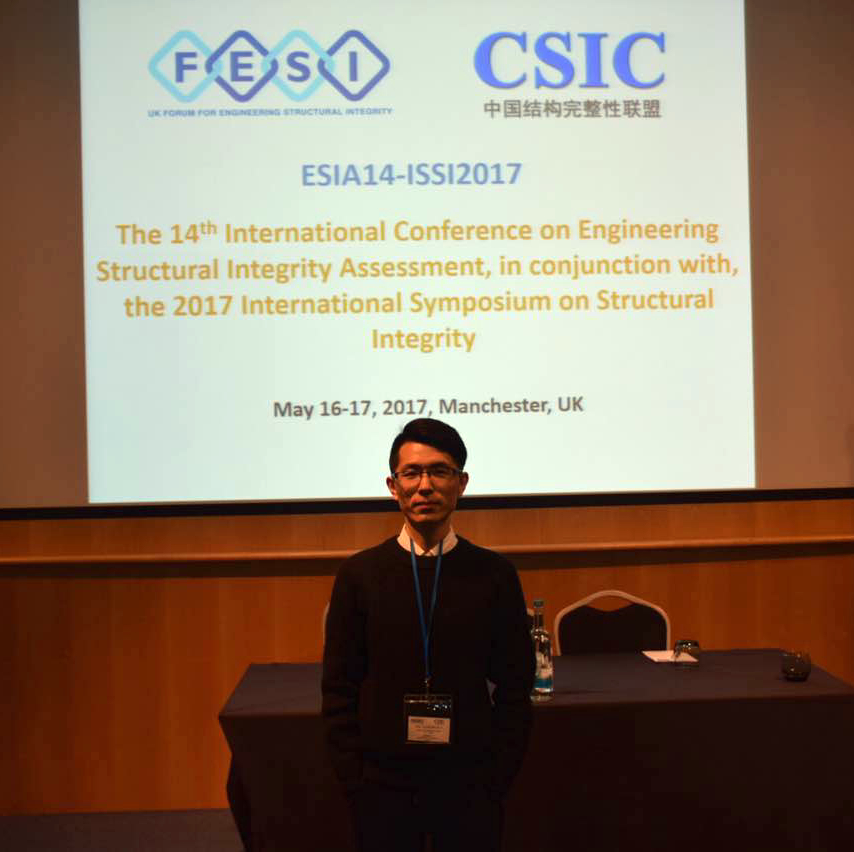 FESI
CSIC
UK FORUM FOR ENGINEERING STRUCTURAL INTEGRITY
中国结构完整性联盟
ESIA14-ISSI2017
The 14th International Conference on Engineering
Structural Integrity Assessment, in conjunction with,
the 2017 International Symposium on Structural
Integrity
May 16-17, 2017, Manchester, UK